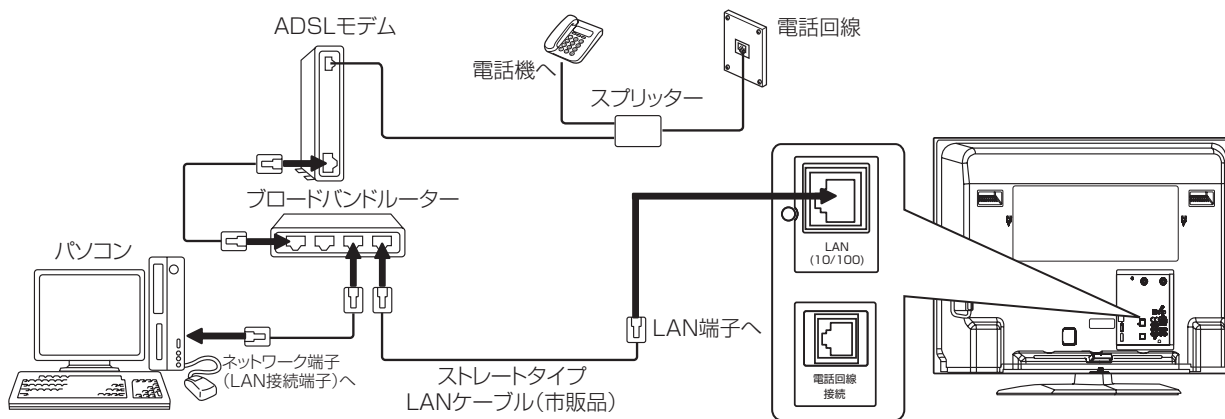 ADSLモデム
電話機へ
電話回線
スプリッター
ブロードバンドルーター
パソコン
LAN
(10/100)
LAN端子へ
ネットワーク端子
(LAN接続端子)へ
ストレートタイプ
LANケーブル(市販品)
電話回線
接続